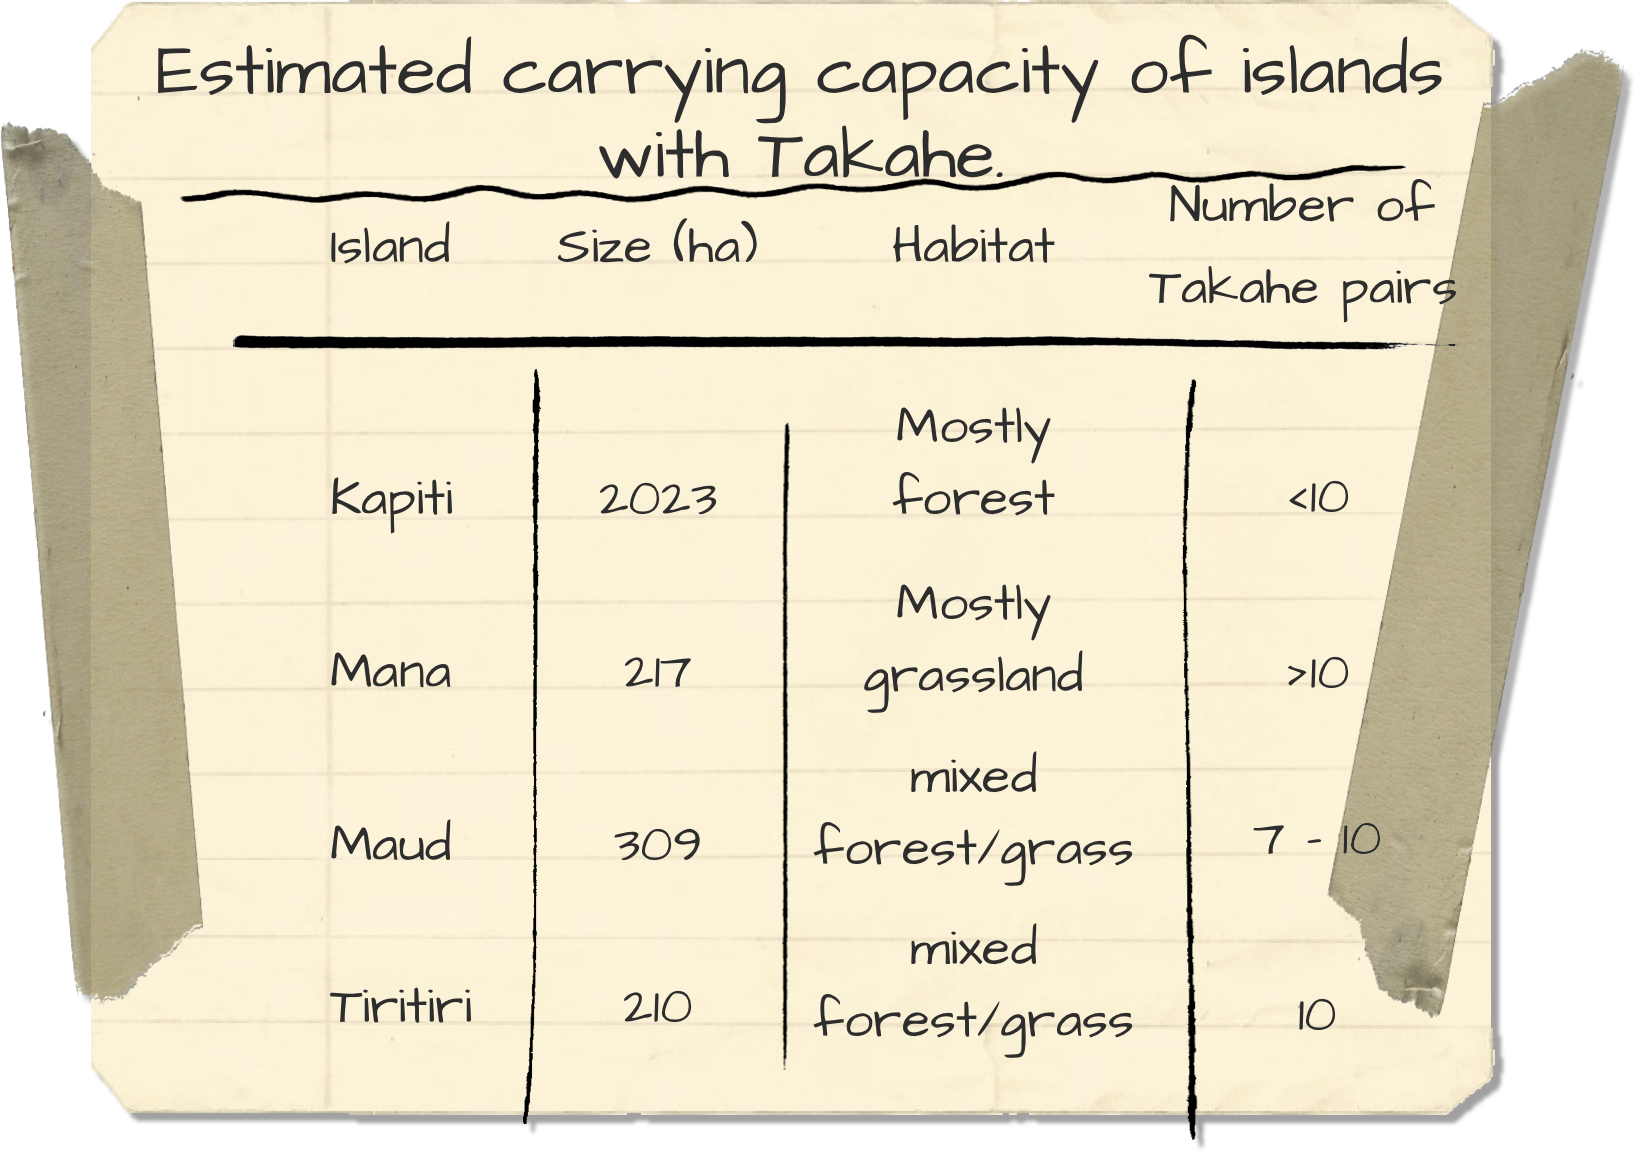 Estimated carrying capacity of islands
with Takahe.
Island Size (ha) Habitat Number of
Takahe pairs
Kapiti 2023 Mostly forest <10
Mana 217 Mostly grassland >10
Maud 309 mixed forest/grass 7 - 10
Tiritiri 210 mixed forest/grass 10